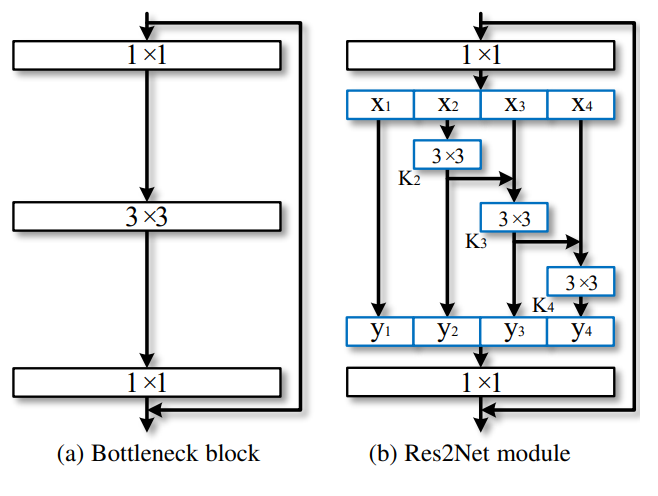 1×1
3×3
1×1
(a) Bottleneck block
1×1
x1 x2 x3 x4
3×3
K2
3×3
K3
3×3
K4
y1 y2 y3 y4
1×1
(b) Res2Net module